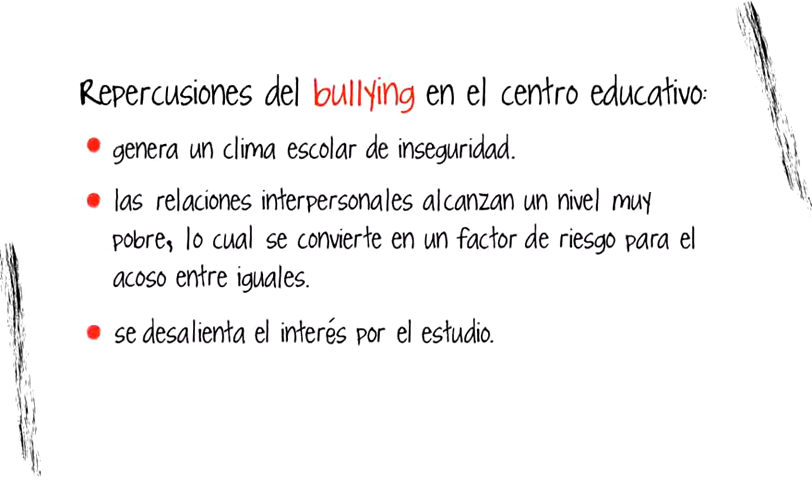 Repercusiones del bullying en el centro educativo:
• genera un clima escolar de inseguridad.
• las relaciones interpersonales alcanzan un nivel muy
pobre, lo cual se convierte en un factor de riesgo para el
acoso entre iguales.
• se desalienta el interés por el estudio.